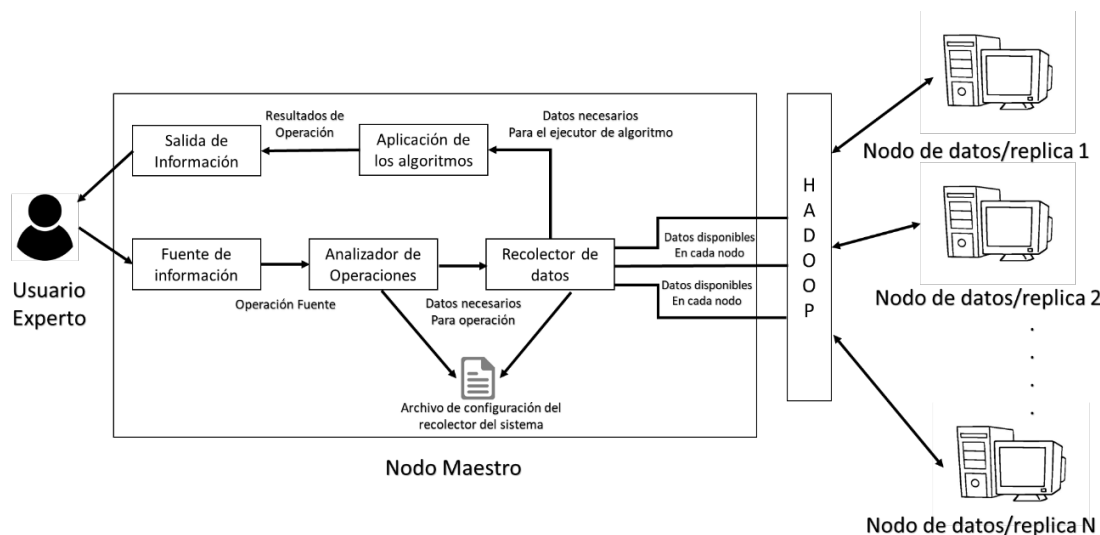 Resultados de
Operación
Datos necesarios
Para el ejecutor de algoritmo
Salida de
Información
Aplicación de
los algoritmos
Usuario
Experto
Fuente de
información
Analizador de
Operaciones
Recolector de
datos
Operación Fuente
Datos necesarios
Para operación
Datos disponibles
En cada nodo
Datos disponibles
En cada nodo
Archivo de configuración del
recolector del sistema
Nodo Maestro
H
A
D
O
O
P
Nodo de datos/replica 1
Nodo de datos/replica 2
Nodo de datos/replica N